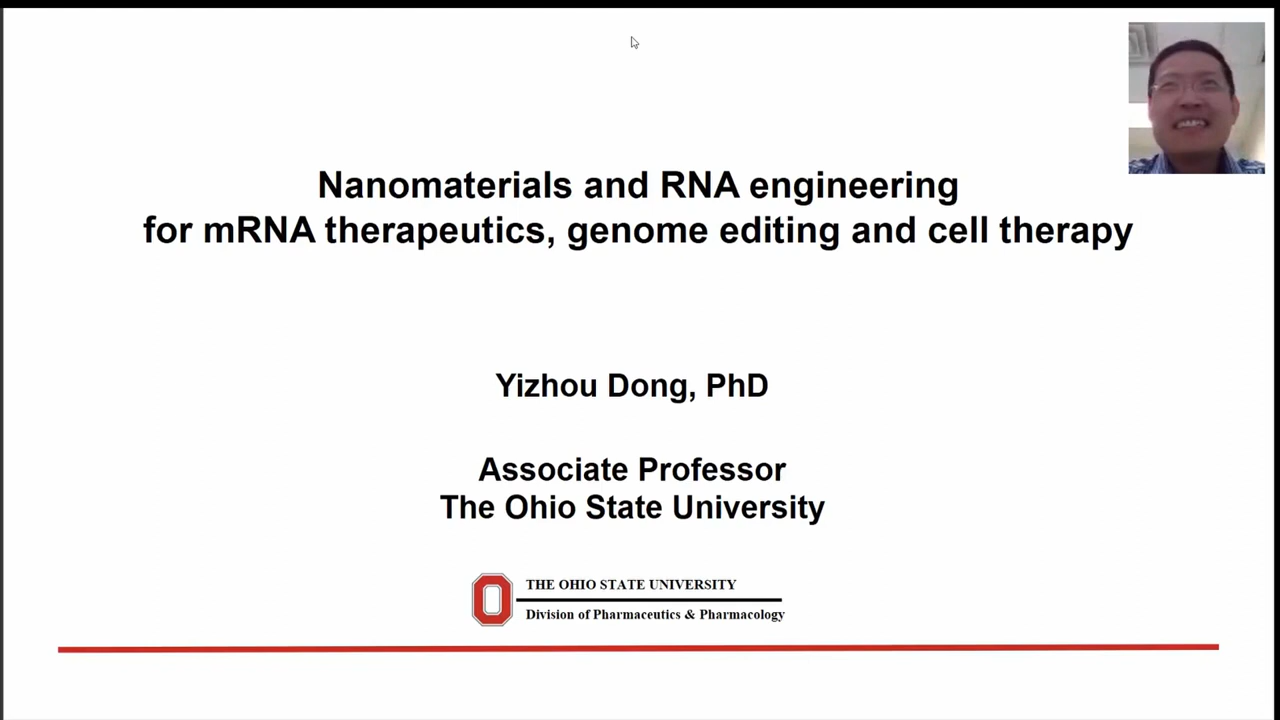 Nanomaterials and RNA engineering
for mRNA therapeutics, genome editing and cell therapy
Yizhou Dong, PhD
Associate Professor
The Ohio State University
THE OHIO STATE UNIVERSITY
Division of Pharmaceutics & Pharmacology